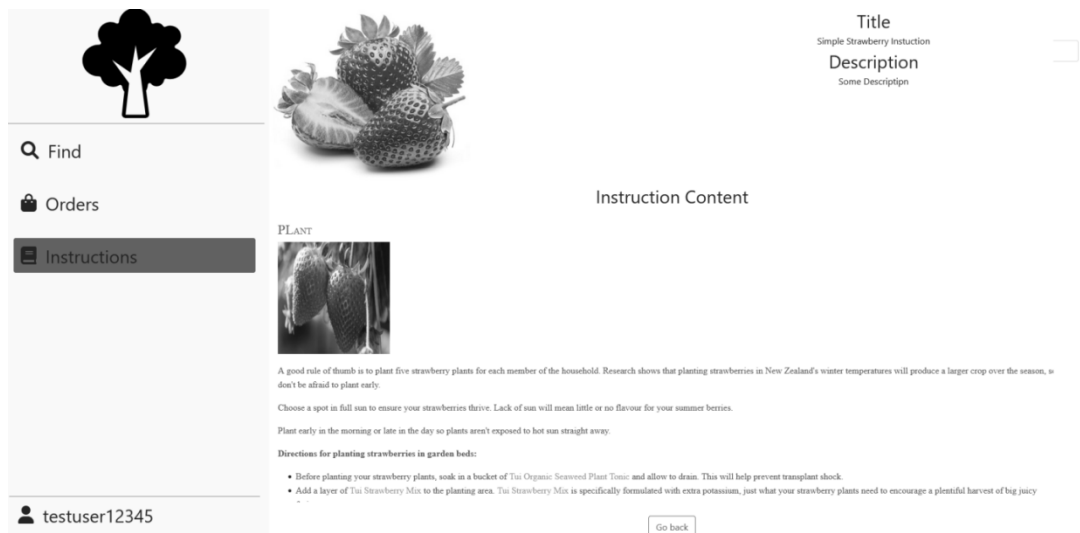 Find
Orders
Instructions
testuser12345
Title
Simple Strawberry Instuction
Description
Some Descriptipn
Instruction Content
PLANT
A good rule of thumb is to plant five strawberry plants for each member of the household. Research shows that planting strawberries in New Zealand's winter temperatures will produce a larger crop over the season,
don't be afraid to plant early.
Choose a spot in full sun to ensure your strawberries thrive. Lack of sun will mean little or no flavour for your summer berries.
Plant early in the morning or late in the day so plants aren't exposed to hot sun straight away.
Directions for planting strawberries in garden beds:
Before planting your strawberry plants, soak in a bucket of Tui Organic Seaweed Plant Tonic and allow to drain. This will help prevent transplant shock.
Add a layer of Tui Strawberry Mix to the planting area. Tui Strawberry Mix is specifically formulated with extra potassium, just what your strawberry plants need to encourage a plentiful harvest of big juicy
Go back